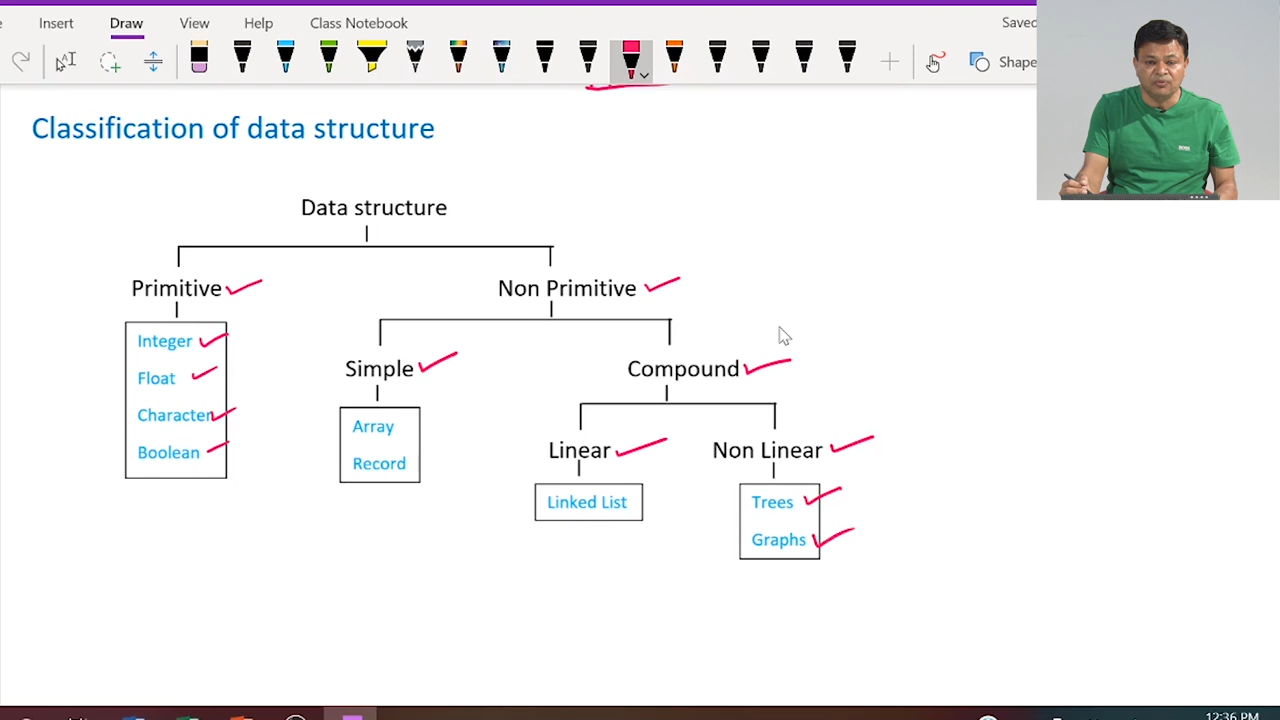 Insert Draw View Help Class Notebook Saved
Shape
Classification of data structure
Data structure
Primitive Non Primitive
Integer
Float
Character
Boolean
Simple Compound
Array
Record
Linear Non Linear
Linked List
Trees
Graphs
12:36 PM